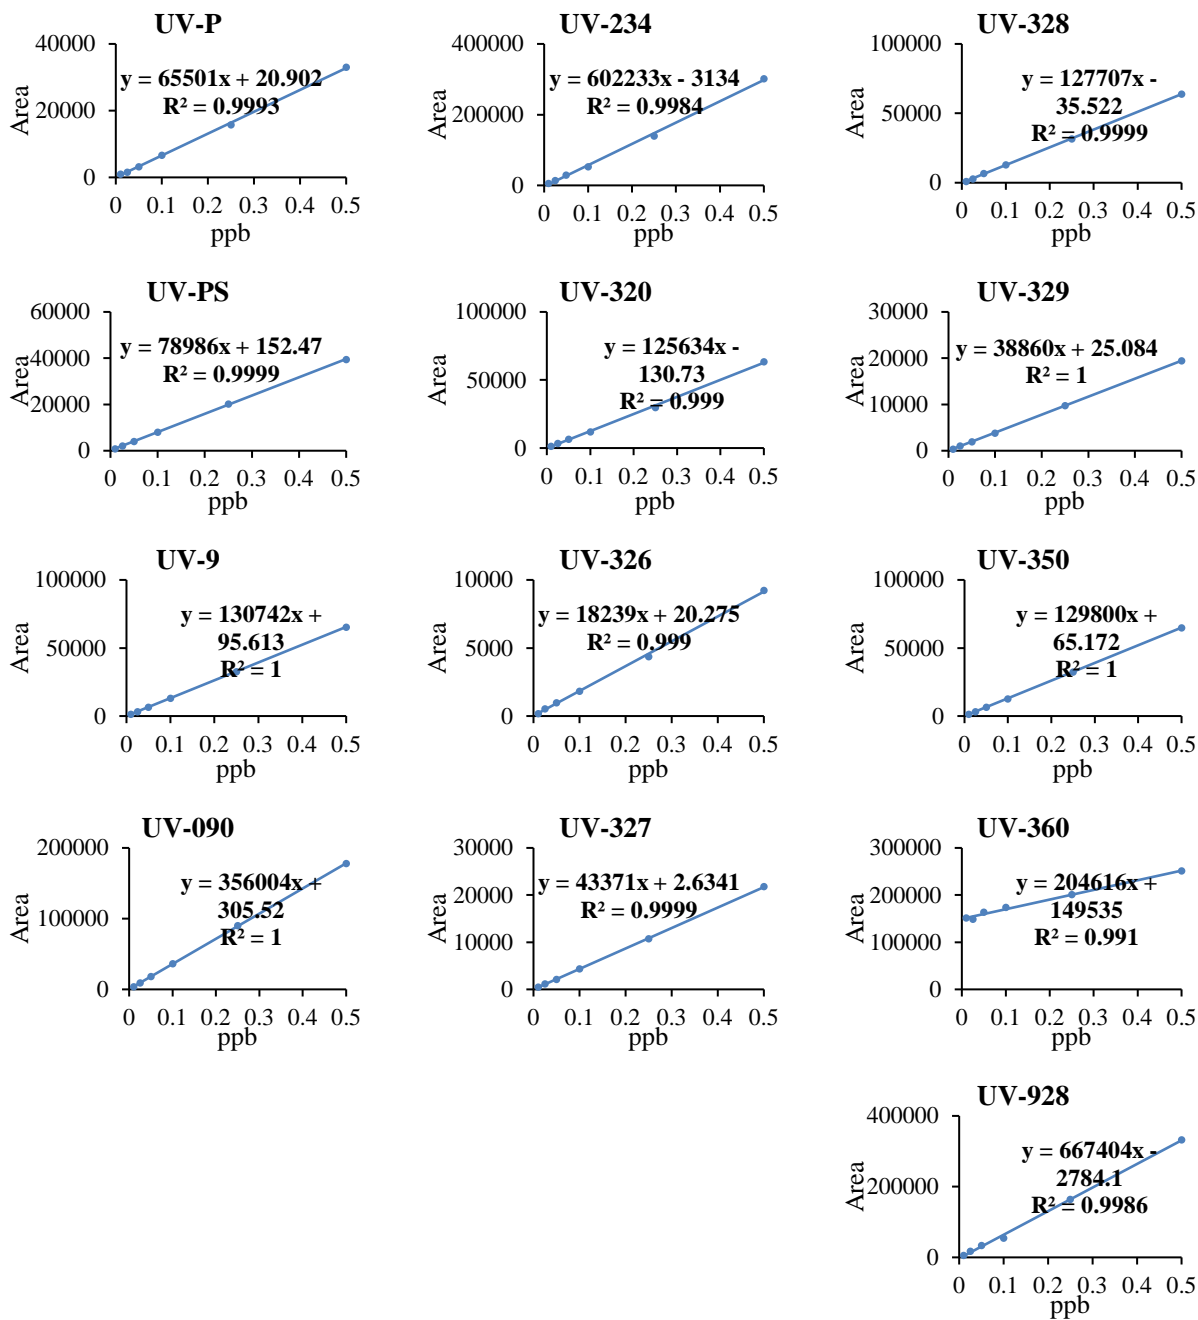 UV-P
40000
20000
0
Area
y = 65501x + 20.902
R² = 0.9993
0 0.1 0.2 0.3 0.4 0.5
ppb
UV-234
400000
200000
0
Area
y = 602233x - 3134
R² = 0.9984
0 0.1 0.2 0.3 0.4 0.5
ppb
UV-328
100000
50000
0
Area
y = 127707x -
35.522
R² = 0.9999
0 0.1 0.2 0.3 0.4 0.5
ppb
UV-PS
60000
40000
20000
0
Area
y = 78986x + 152.47
R² = 0.9999
0 0.1 0.2 0.3 0.4 0.5
ppb
UV-320
100000
50000
0
Area
y = 125634x -
130.73
R² = 0.999
0 0.1 0.2 0.3 0.4 0.5
ppb
UV-329
30000
20000
10000
0
Area
y = 38860x + 25.084
R² = 1
0 0.1 0.2 0.3 0.4 0.5
ppb
UV-9
100000
50000
0
Area
y = 130742x +
95.613
R² = 1
0 0.1 0.2 0.3 0.4 0.5
ppb
UV-326
10000
5000
0
Area
y = 18239x + 20.275
R² = 0.999
0 0.1 0.2 0.3 0.4 0.5
ppb
UV-350
100000
50000
0
Area
y = 129800x +
65.172
R² = 1
0 0.1 0.2 0.3 0.4 0.5
ppb
UV-090
200000
100000
0
Area
y = 356004x +
305.52
R² = 1
0 0.1 0.2 0.3 0.4 0.5
ppb
UV-327
30000
20000
10000
0
Area
y = 43371x + 2.6341
R² = 0.9999
0 0.1 0.2 0.3 0.4 0.5
ppb
UV-360
300000
200000
100000
0
Area
y = 204616x +
149535
R² = 0.991
0 0.1 0.2 0.3 0.4 0.5
ppb
UV-928
400000
200000
0
Area
y = 667404x -
2784.1
R² = 0.9986
0 0.1 0.2 0.3 0.4 0.5
ppb